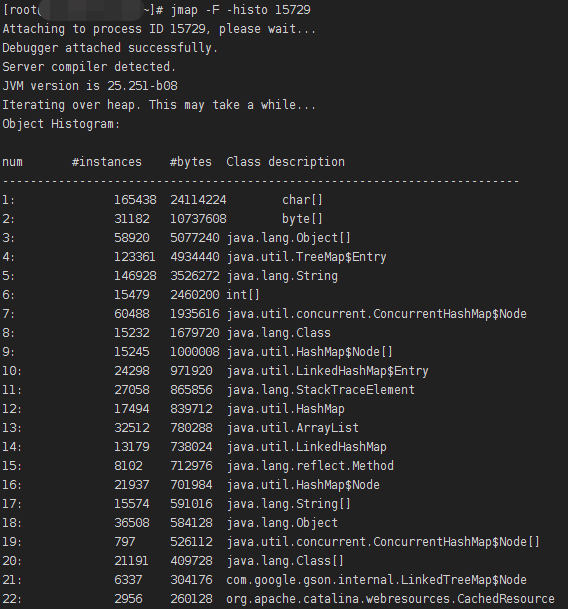 [root ~]# jmap -F -histo 15729
Attaching to process ID 15729, please wait...
Debugger attached successfully.
Server compiler detected.
JVM version is 25.251-b08
Iterating over heap. This may take a while...
Object Histogram:
num #instances #bytes Class description
--------------------------------------------------------------------------
1: 165438 24114224 char[]
2: 31182 10737608 byte[]
3: 58920 5077240 java.lang.Object[]
4: 123361 4934440 java.util.TreeMap$Entry
5: 146928 3526272 java.lang.String
6: 15479 2460200 int[]
7: 60488 1935616 java.util.concurrent.ConcurrentHashMap$Node
8: 15232 1679720 java.lang.Class
9: 15245 1000008 java.util.HashMap$Node[]
10: 24298 971920 java.util.LinkedHashMap$Entry
11: 27058 865856 java.lang.StackTraceElement
12: 17494 839712 java.util.HashMap
13: 32512 780288 java.util.ArrayList
14: 13179 738024 java.util.LinkedHashMap
15: 8102 712976 java.lang.reflect.Method
16: 21937 701984 java.util.HashMap$Node
17: 15574 591016 java.lang.String[]
18: 36508 584128 java.lang.Object
19: 797 526112 java.util.concurrent.ConcurrentHashMap$Node[]
20: 21191 409728 java.lang.Class[]
21: 6337 304176 com.google.gson.internal.LinkedTreeMap$Node
22: 2956 260128 org.apache.catalina.webresources.CachedResource